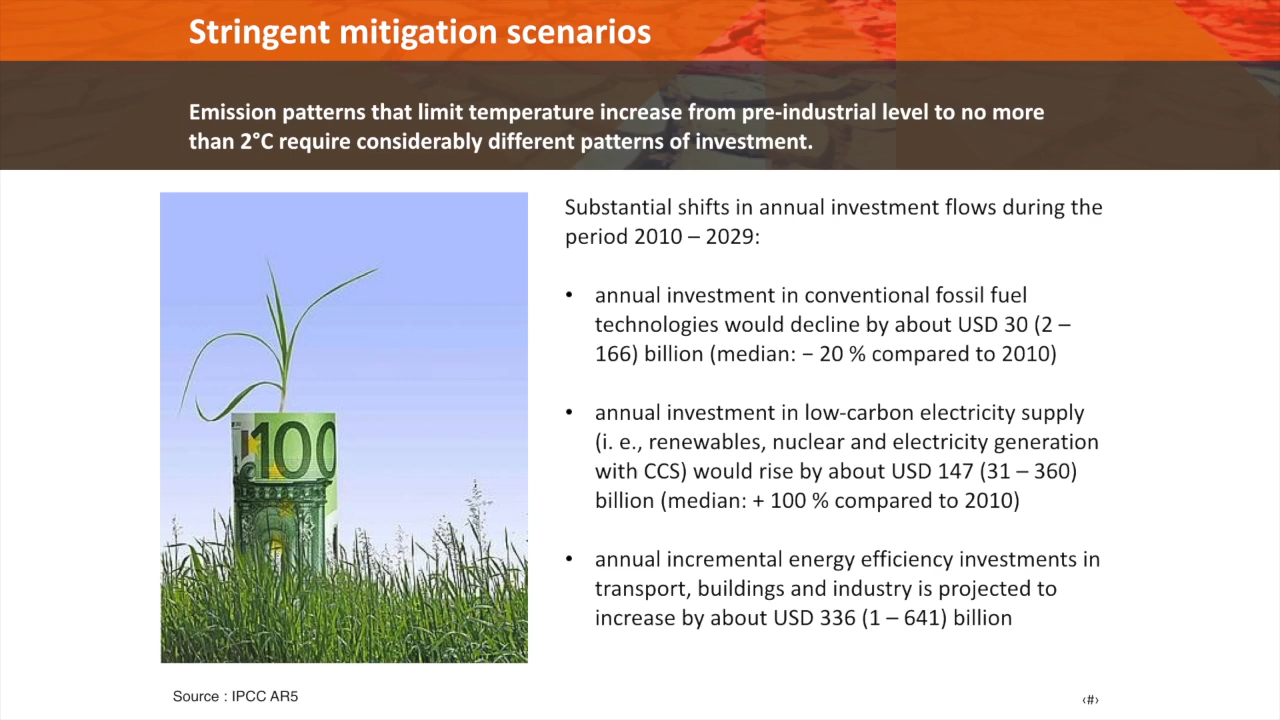 Stringent mitigation scenarios
Emission patterns that limit temperature increase from pre-industrial level to no more
than 2°C require considerably different patterns of investment.
Substantial shifts in annual investment flows during the
period 2010 – 2029:
• annual investment in conventional fossil fuel
technologies would decline by about USD 30 (2 –
166) billion (median: − 20 % compared to 2010)
• annual investment in low-carbon electricity supply
(i. e., renewables, nuclear and electricity generation
with CCS) would rise by about USD 147 (31 – 360)
billion (median: + 100 % compared to 2010)
• annual incremental energy efficiency investments in
transport, buildings and industry is projected to
increase by about USD 336 (1 – 641) billion
100
Source : IPCC AR5
‹#›